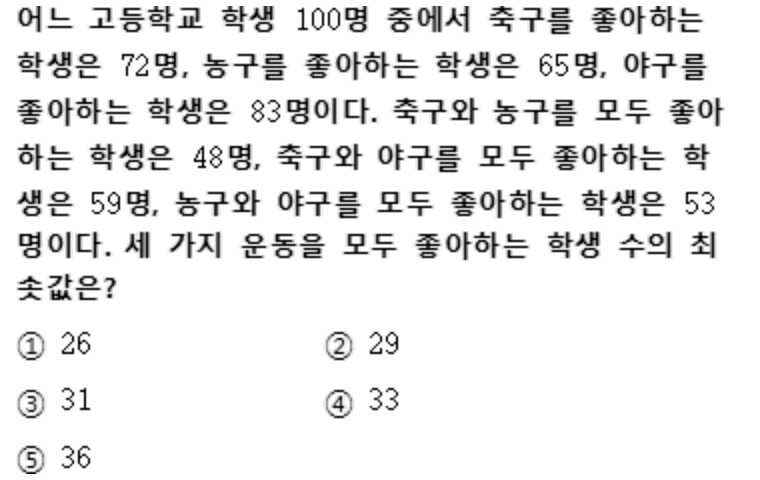 어느 고등학교 학생 100명 중에서 축구를 좋아하는
학생은 72명, 농구를 좋아하는 학생은 65명, 야구를
좋아하는 학생은 83명이다. 축구와 농구를 모두 좋아
하는 학생은 48명, 축구와 야구를 모두 좋아하는 학
생은 59명, 농구와 야구를 모두 좋아하는 학생은 53
명이다. 세 가지 운동을 모두 좋아하는 학생 수의 최
솟값은?
① 26 ② 29
③ 31 ④ 33
⑤ 36